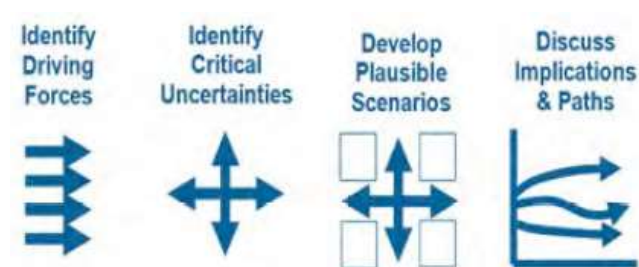 Identify
Driving
Forces
Identify
Critical
Uncertainties
Develop
Plausible
Scenarios
Discuss
Implications
& Paths